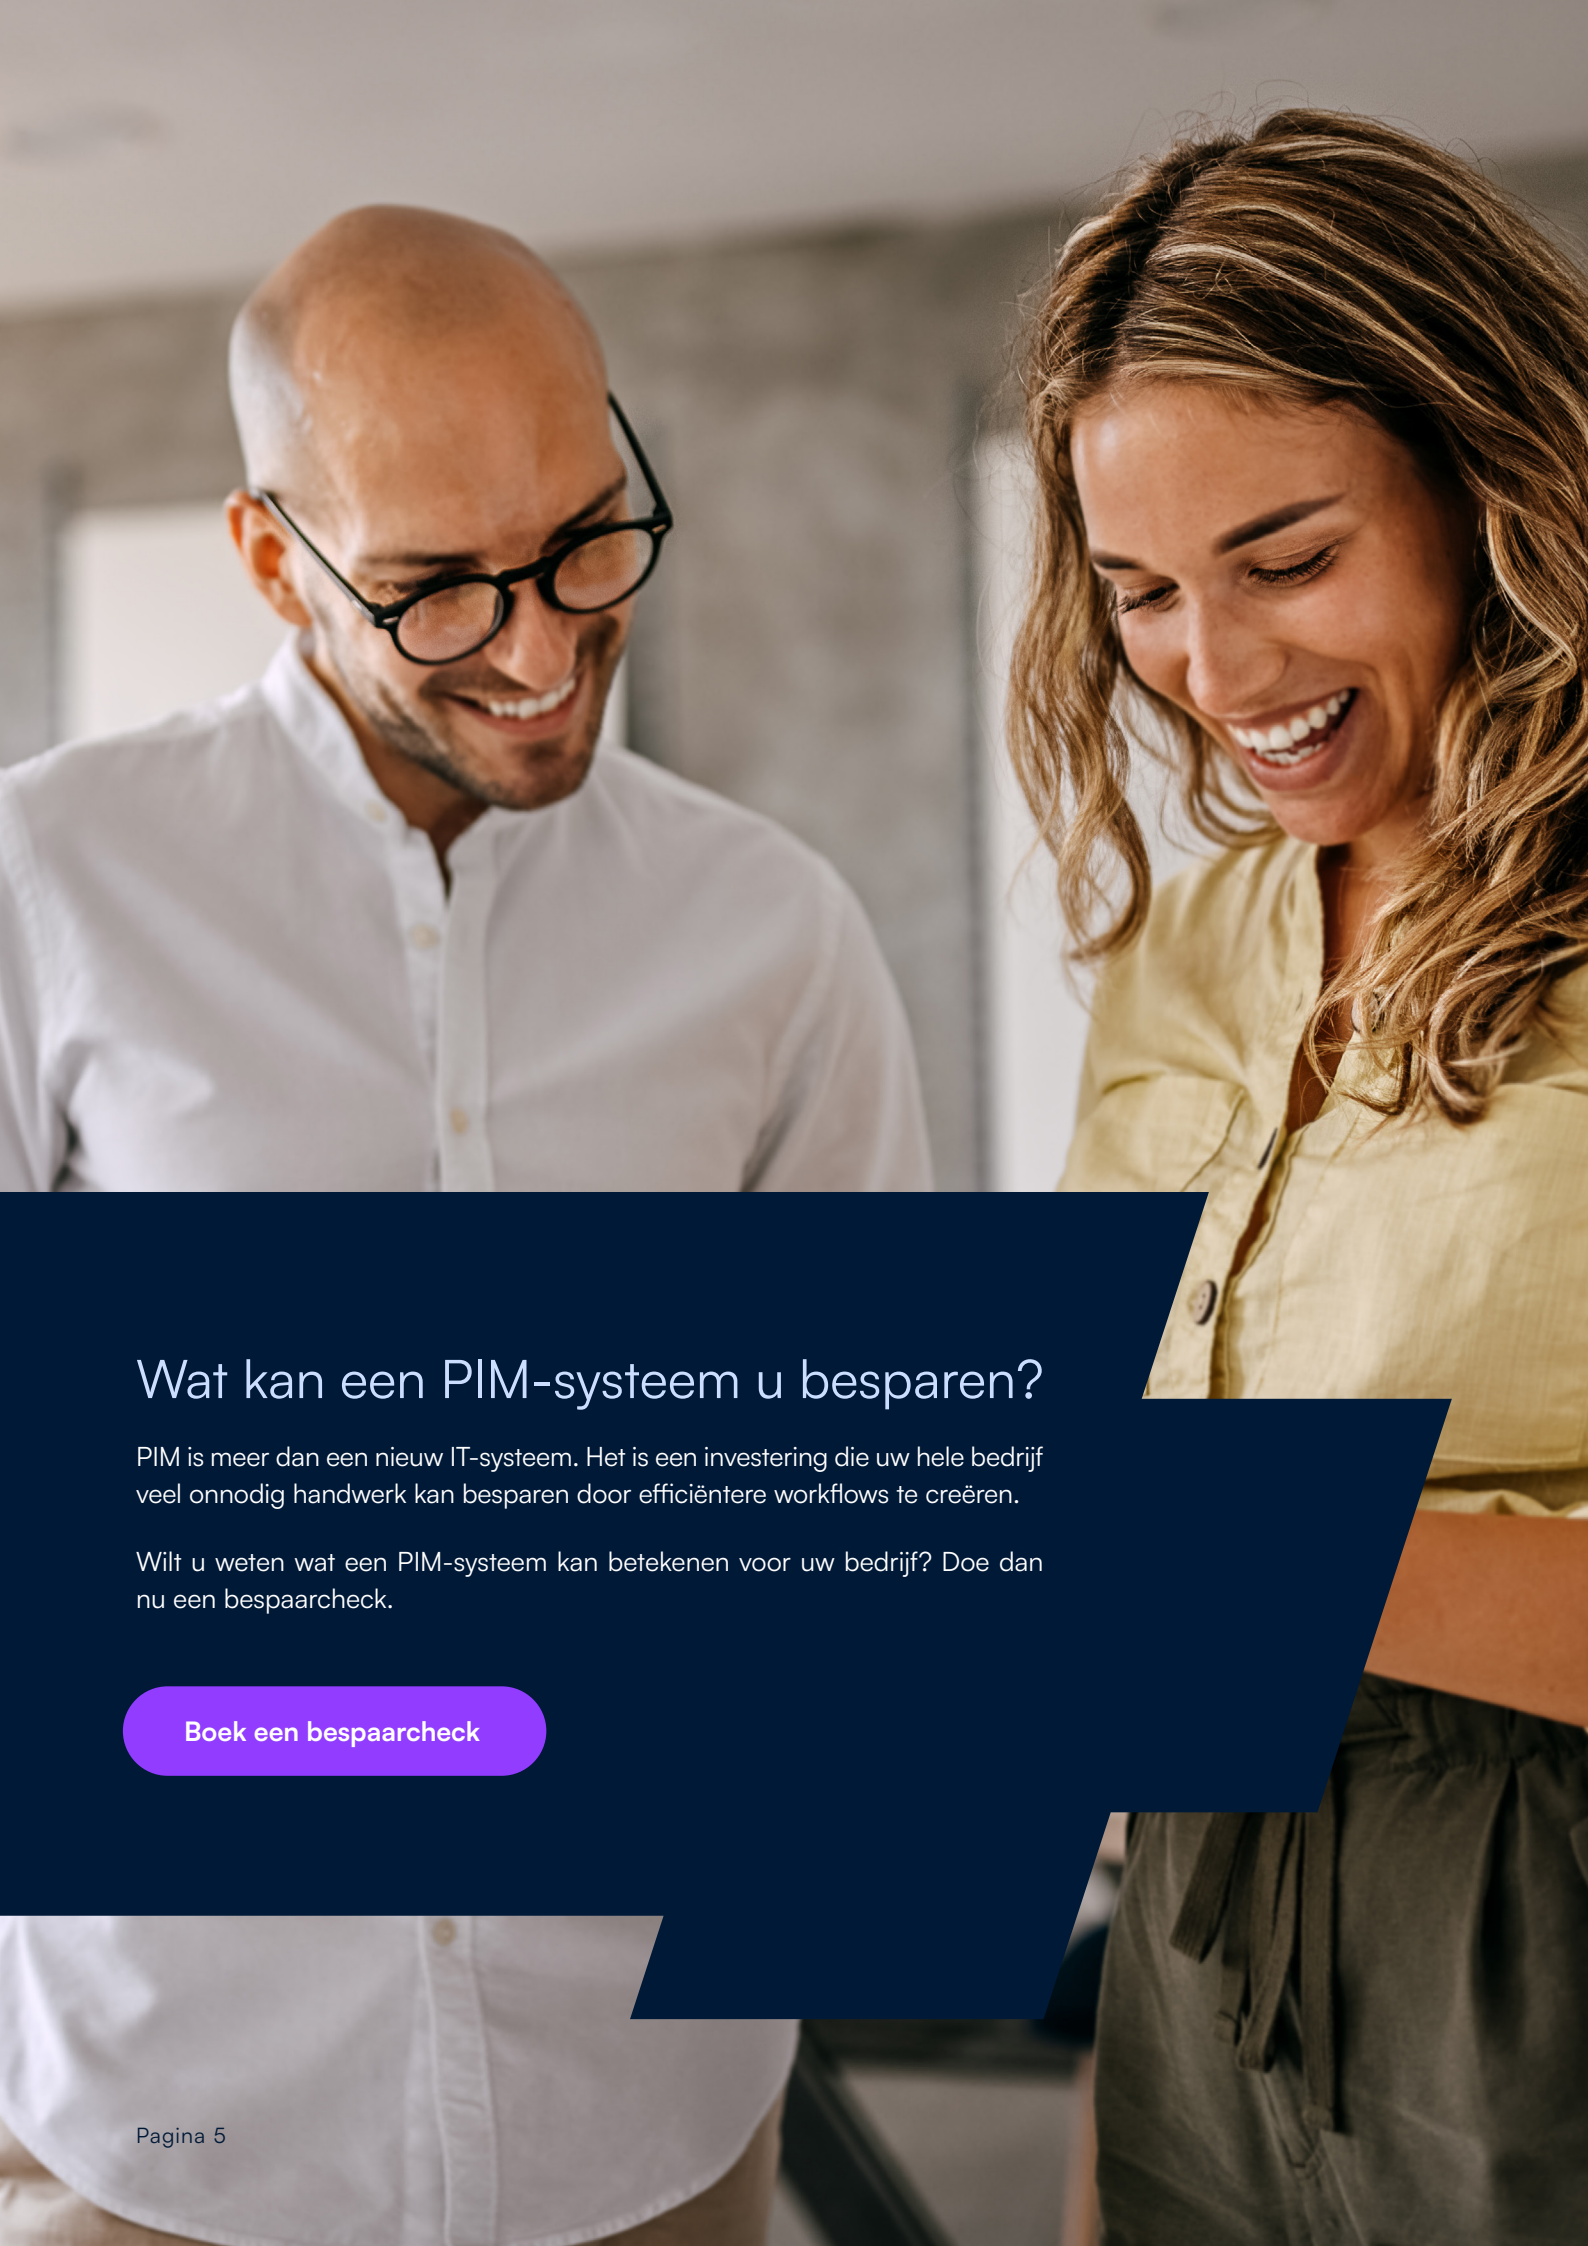 Wat kan een PIM-systeem u besparen?
PIM is meer dan een nieuw IT-systeem. Het is een investering die uw hele bedrijf
veel onnodig handwerk kan besparen door efficiëntere workflows te creëren.
Wilt u weten wat een PIM-systeem kan betekenen voor uw bedrijf? Doe dan
nu een bespaarcheck.
Boek een bespaarcheck
Pagina 5